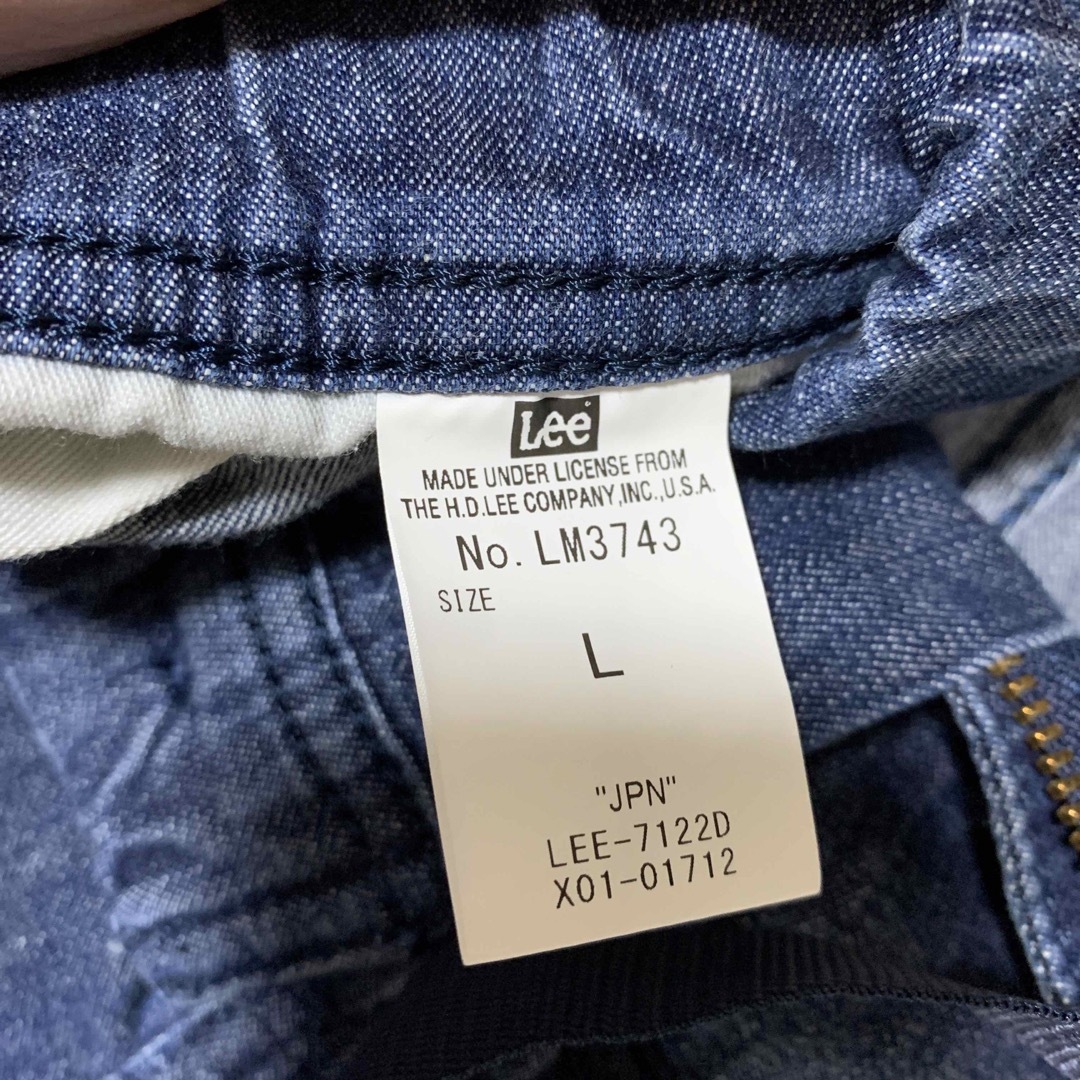 Lee
MADE UNDER LICENSE FROM
THE H.D.LEE COMPANY,INC.,U.S.A.
No. LM3743
SIZE
L
"JPN"
LEE-7122D
X01-01712